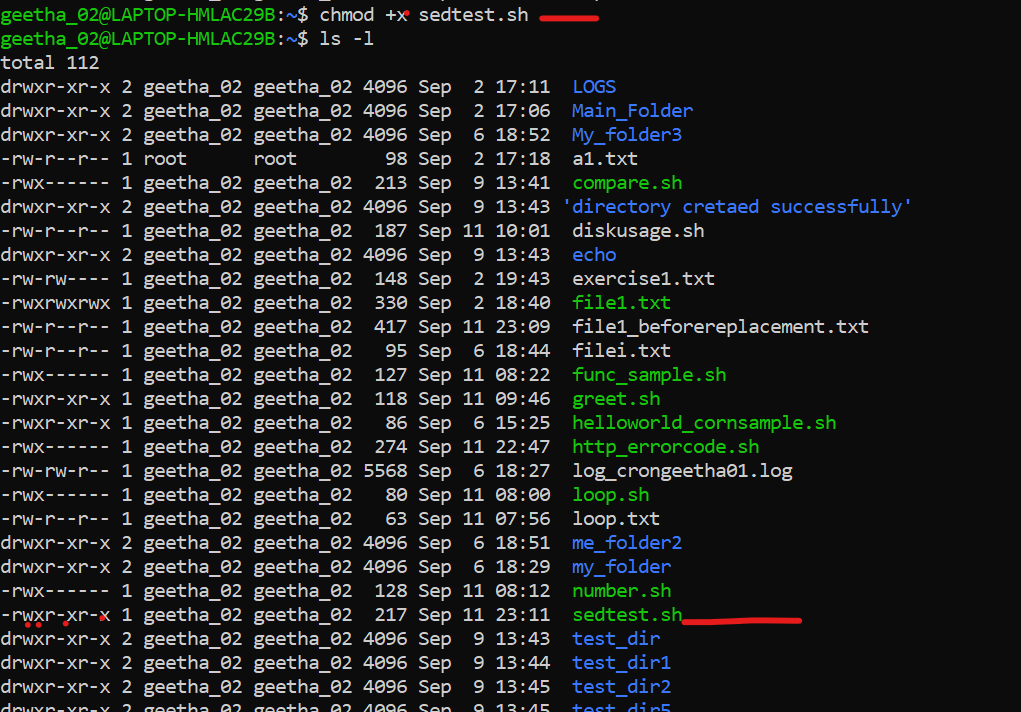 geetha_02@LAPTOP-HMLAC29B:~$ chmod +x sedtest.sh
geetha_02@LAPTOP-HMLAC29B:~$ ls -l
total 112
drwxr-xr-x 2 geetha_02 geetha_02 4096 Sep  2 17:11  LOGS
drwxr-xr-x 2 geetha_02 geetha_02 4096 Sep  2 17:06  Main_Folder
drwxr-xr-x 2 geetha_02 geetha_02 4096 Sep  6 18:52  My_folder3
-rw-r--r-- 1 root      root        98 Sep  2 17:18  a1.txt
-rwx------ 1 geetha_02 geetha_02  213 Sep  9 13:41  compare.sh
drwxr-xr-x 2 geetha_02 geetha_02 4096 Sep  9 13:43 'directory cretaed successfully'
-rw-r--r-- 1 geetha_02 geetha_02  187 Sep 11 10:01  diskusage.sh
drwxr-xr-x 2 geetha_02 geetha_02 4096 Sep  9 13:43  echo
-rw-rw---- 1 geetha_02 geetha_02  148 Sep  2 19:43  exercise1.txt
-rwxrwxrwx 1 geetha_02 geetha_02  330 Sep  2 18:40  file1.txt
-rw-r--r-- 1 geetha_02 geetha_02  417 Sep 11 23:09  file1_beforereplacement.txt
-rw-r--r-- 1 geetha_02 geetha_02   95 Sep  6 18:44  filei.txt
-rwx------ 1 geetha_02 geetha_02  127 Sep 11 08:22  func_sample.sh
-rwxr-xr-x 1 geetha_02 geetha_02  118 Sep 11 09:46  greet.sh
-rwxr-xr-x 1 geetha_02 geetha_02   86 Sep  6 15:25  helloworld_cornsample.sh
-rwx------ 1 geetha_02 geetha_02  274 Sep 11 22:47  http_errorcode.sh
-rw-rw-r-- 1 geetha_02 geetha_02 5568 Sep  6 18:27  log_crongeetha01.log
-rwx------ 1 geetha_02 geetha_02   80 Sep 11 08:00  loop.sh
-rw-r--r-- 1 geetha_02 geetha_02   63 Sep 11 07:56  loop.txt
drwxr-xr-x 2 geetha_02 geetha_02 4096 Sep  6 18:51  me_folder2
drwxr-xr-x 2 geetha_02 geetha_02 4096 Sep  6 18:29  my_folder
-rwx------ 1 geetha_02 geetha_02  128 Sep 11 08:12  number.sh
-rwxr-xr-x 1 geetha_02 geetha_02  217 Sep 11 23:11  sedtest.sh
drwxr-xr-x 2 geetha_02 geetha_02 4096 Sep  9 13:43  test_dir
drwxr-xr-x 2 geetha_02 geetha_02 4096 Sep  9 13:44  test_dir1
drwxr-xr-x 2 geetha_02 geetha_02 4096 Sep  9 13:45  test_dir2
drwxr-xr-x 2 geetha_02 geetha_02 4096 Sep  9 13:45  test_dir5